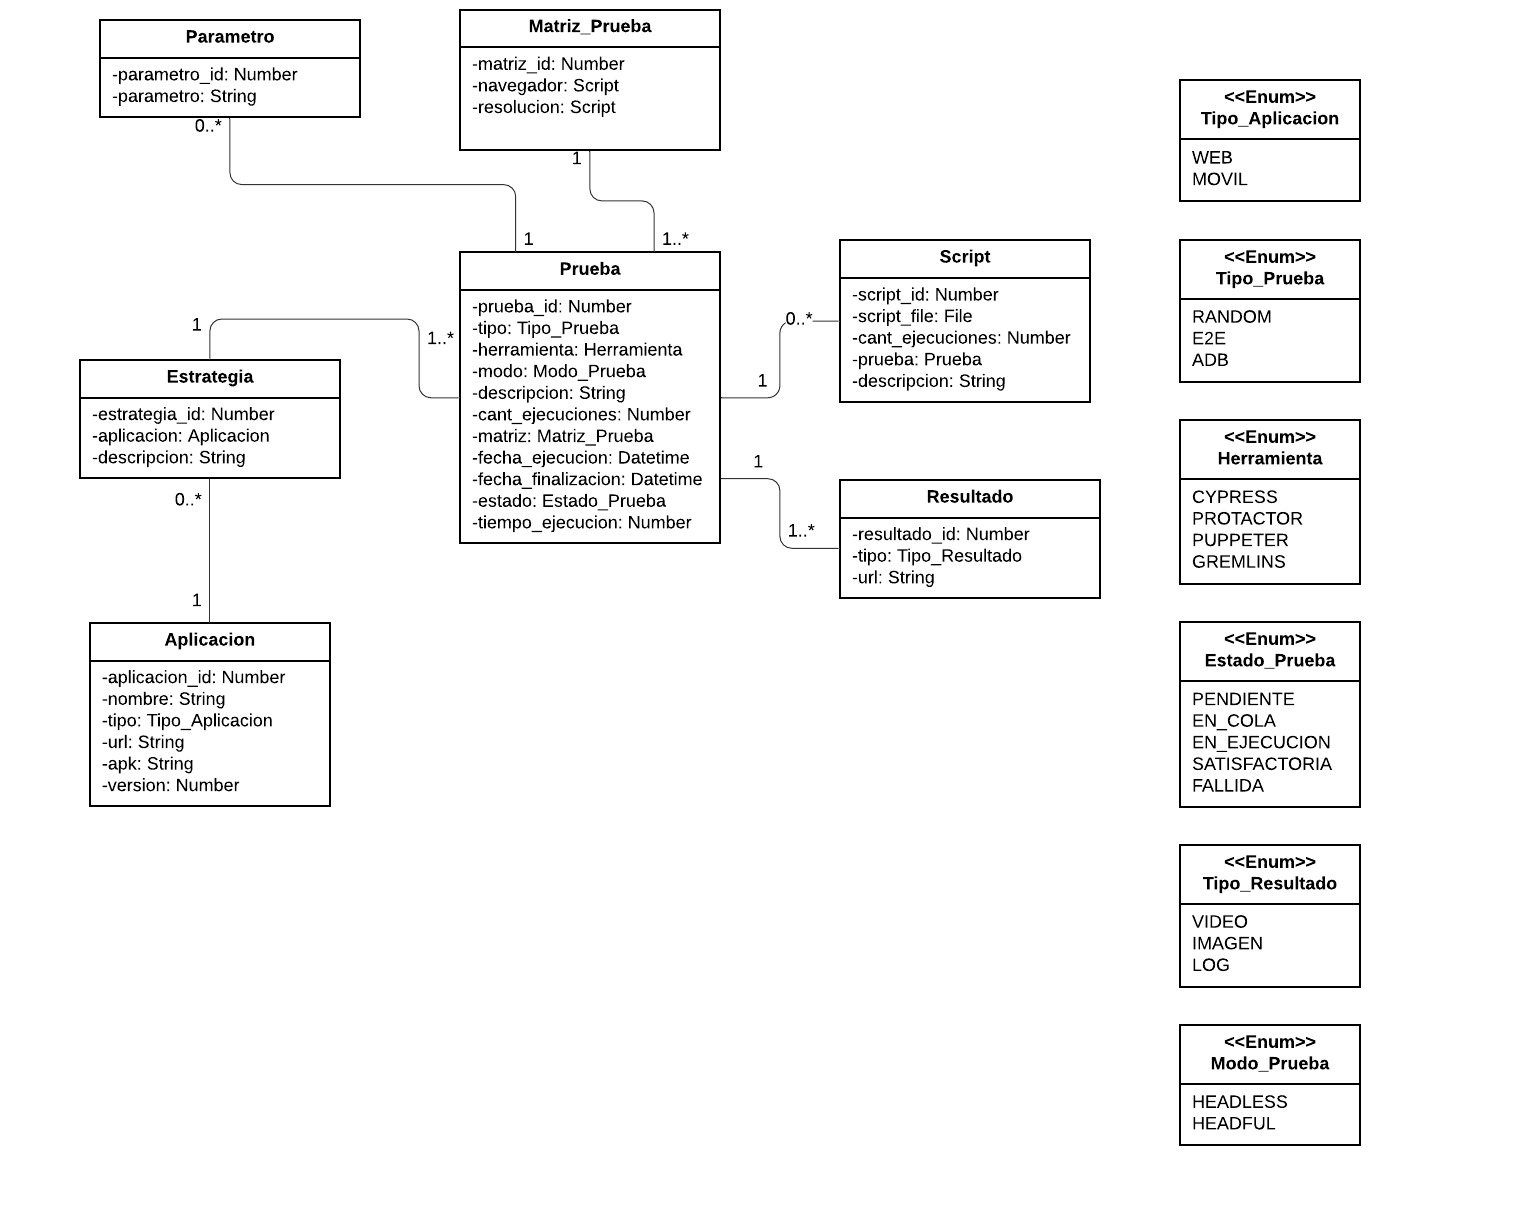 Parametro
-parametro_id: Number
-parametro: String
0..*
Matriz_Prueba
-matriz_id: Number
-navegador: Script
-resolucion: Script
1
1
1..*
Prueba
-prueba_id: Number
-tipo: Tipo_Prueba
-herramienta: Herramienta
-modo: Modo_Prueba
-descripcion: String
-cant_ejecuciones: Number
-matriz: Matriz_Prueba
-fecha_ejecucion: Datetime
-fecha_finalizacion: Datetime
-estado: Estado_Prueba
-tiempo_ejecucion: Number
1
1..*
Estrategia
-estrategia_id: Number
-aplicacion: Aplicacion
-descripcion: String
0..*
1
Aplicacion
-aplicacion_id: Number
-nombre: String
-tipo: Tipo_Aplicacion
-url: String
-apk: String
-version: Number
0..*
1
Script
-script_id: Number
-script_file: File
-cant_ejecuciones: Number
-prueba: Prueba
-descripcion: String
1
1..*
Resultado
-resultado_id: Number
-tipo: Tipo_Resultado
-url: String
<<Enum>>
Tipo_Aplicacion
WEB
MOVIL
<<Enum>>
Tipo_Prueba
RANDOM
E2E
ADB
<<Enum>>
Herramienta
CYPRESS
PROTACTOR
PUPPETER
GREMLINS
<<Enum>>
Estado_Prueba
PENDIENTE
EN_COLA
EN_EJECUCION
SATISFACTORIA
FALLIDA
<<Enum>>
Tipo_Resultado
VIDEO
IMAGEN
LOG
<<Enum>>
Modo_Prueba
HEADLESS
HEADFUL